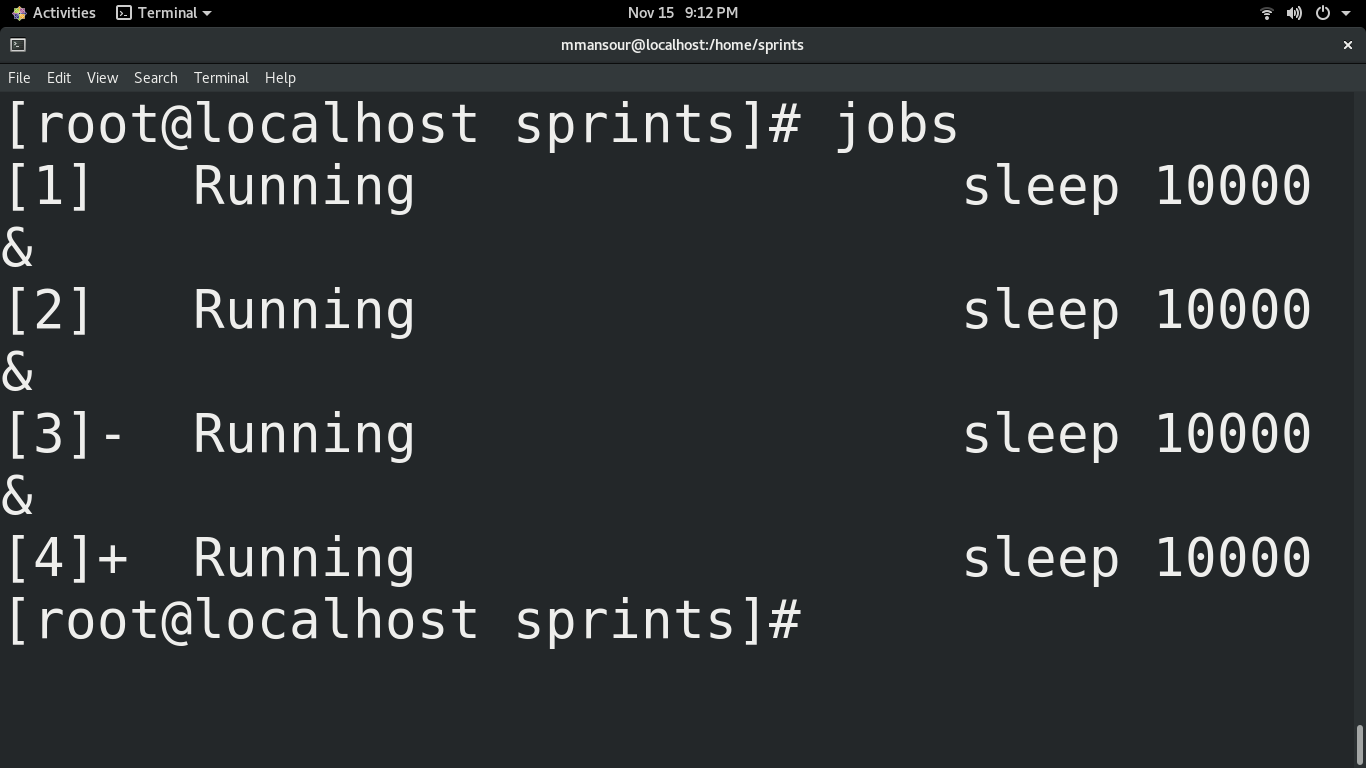 Activities Terminal Nov 15 9:12 PM
mmansour@localhost:/home/sprints
File Edit View Search Terminal Help
[root@localhost sprints]# jobs
[1]   Running                 sleep 10000
&
[2]   Running                 sleep 10000
&
[3]-  Running                 sleep 10000
&
[4]+  Running                 sleep 10000
[root@localhost sprints]#